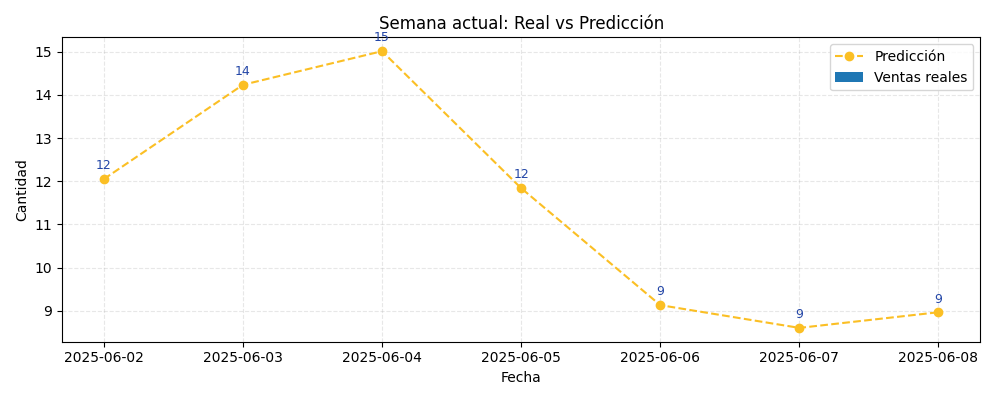 Semana actual: Real vs Predicción
15
14
12
12
9
9
9
Predicción
Ventas reales
Cantidad
15
14
13
12
11
10
9
2025-06-02 2025-06-03 2025-06-04 2025-06-05 2025-06-06 2025-06-07 2025-06-08
Fecha